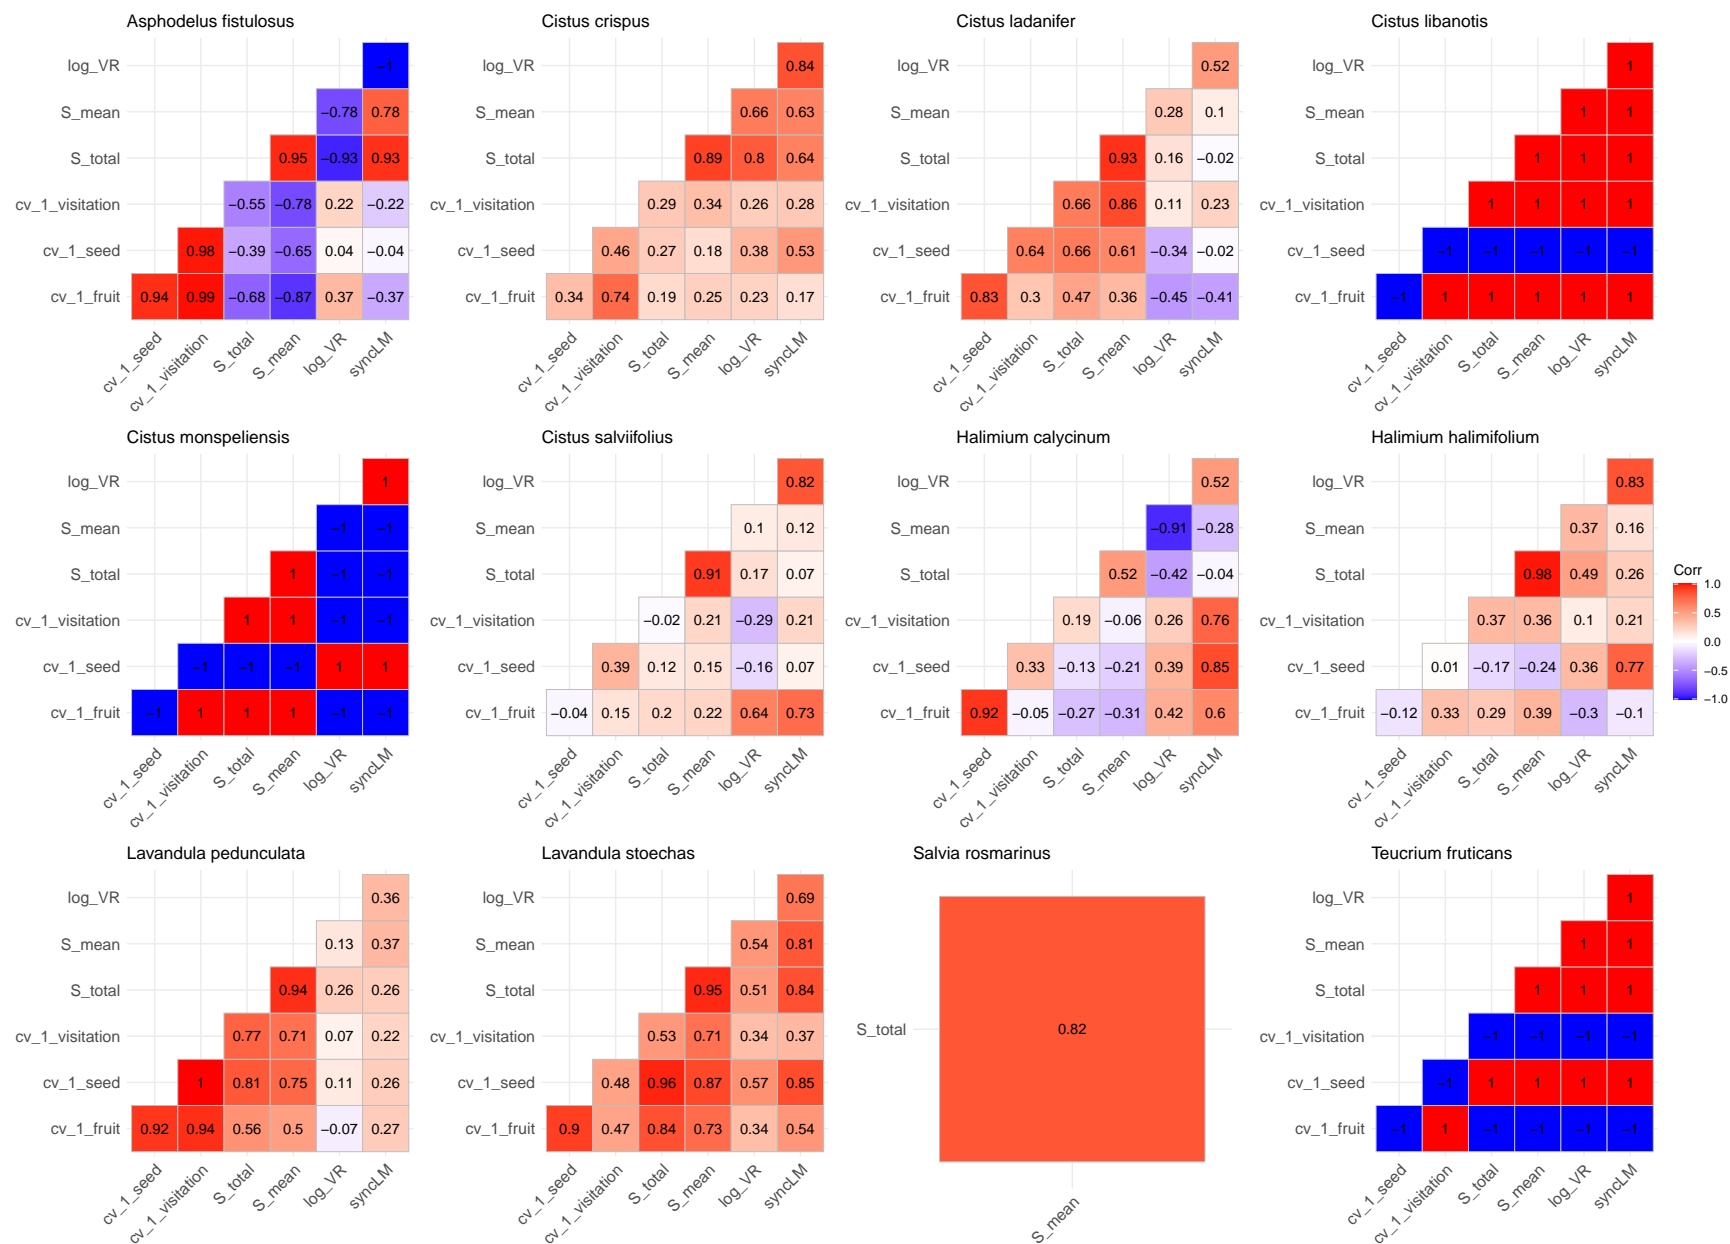 Asphodelus fistulosus
log_VR −1
S_mean −0.78 0.78
S_total 0.95 −0.93 0.93
cv_1_visitation −0.55 −0.78 0.22 −0.22
cv_1_seed 0.98 −0.39 −0.65 0.04 −0.04
cv_1_fruit 0.94 0.99 −0.68 −0.87 0.37 −0.37
cv_1_seed cv_1_visitation S_total S_mean log_VR syncLM
Cistus crispus
log_VR 0.84
S_mean 0.66 0.63
S_total 0.89 0.8 0.64
cv_1_visitation 0.29 0.34 0.26 0.28
cv_1_seed 0.46 0.27 0.18 0.38 0.53
cv_1_fruit 0.34 0.74 0.19 0.25 0.23 0.17
cv_1_seed cv_1_visitation S_total S_mean log_VR syncLM
Cistus ladanifer
log_VR 0.52
S_mean 0.28 0.1
S_total 0.93 0.16 −0.02
cv_1_visitation 0.66 0.86 0.11 0.23
cv_1_seed 0.64 0.66 0.61 −0.34 −0.02
cv_1_fruit 0.83 0.3 0.47 0.36 −0.45 −0.41
cv_1_seed cv_1_visitation S_total S_mean log_VR syncLM
Cistus libanotis
log_VR 1
S_mean 1 1
S_total 1 1 1
cv_1_visitation 1 1 1 1
cv_1_seed −1 −1 −1 −1 −1
cv_1_fruit −1 1 1 1 1 1
cv_1_seed cv_1_visitation S_total S_mean log_VR syncLM
Cistus monspeliensis
log_VR 1
S_mean −1 −1
S_total 1 −1 −1
cv_1_visitation 1 1 −1 −1
cv_1_seed −1 −1 −1 1 1
cv_1_fruit −1 1 1 1 −1 −1
cv_1_seed cv_1_visitation S_total S_mean log_VR syncLM
Cistus salviifolius
log_VR 0.82
S_mean 0.1 0.12
S_total 0.91 0.17 0.07
cv_1_visitation −0.02 0.21 −0.29 0.21
cv_1_seed 0.39 0.12 0.15 −0.16 0.07
cv_1_fruit −0.04 0.15 0.2 0.22 0.64 0.73
cv_1_seed cv_1_visitation S_total S_mean log_VR syncLM
Halimium calycinum
log_VR 0.52
S_mean −0.91 −0.28
S_total 0.52 −0.42 −0.04
cv_1_visitation 0.19 −0.06 0.26 0.76
cv_1_seed 0.33 −0.13 −0.21 0.39 0.85
cv_1_fruit 0.92 −0.05 −0.27 −0.31 0.42 0.6
cv_1_seed cv_1_visitation S_total S_mean log_VR syncLM
Halimium halimifolium
log_VR 0.83
S_mean 0.37 0.16
S_total 0.98 0.49 0.26
cv_1_visitation 0.37 0.36 0.1 0.21
cv_1_seed 0.01 −0.17 −0.24 0.36 0.77
cv_1_fruit −0.12 0.33 0.29 0.39 −0.3 −0.1
cv_1_seed cv_1_visitation S_total S_mean log_VR syncLM
Corr
1.0
0.5
0.0
−0.5
−1.0
Lavandula pedunculata
log_VR 0.36
S_mean 0.13 0.37
S_total 0.94 0.26 0.26
cv_1_visitation 0.77 0.71 0.07 0.22
cv_1_seed 1 0.81 0.75 0.11 0.26
cv_1_fruit 0.92 0.94 0.56 0.5 −0.07 0.27
cv_1_seed cv_1_visitation S_total S_mean log_VR syncLM
Lavandula stoechas
log_VR 0.69
S_mean 0.54 0.81
S_total 0.95 0.51 0.84
cv_1_visitation 0.53 0.71 0.34 0.37
cv_1_seed 0.48 0.96 0.87 0.57 0.85
cv_1_fruit 0.9 0.47 0.84 0.73 0.34 0.54
cv_1_seed cv_1_visitation S_total S_mean log_VR syncLM
Salvia rosmarinus
S_total 0.82
S_mean
Teucrium fruticans
log_VR 1
S_mean 1 1
S_total 1 1 1
cv_1_visitation −1 −1 −1 −1
cv_1_seed −1 1 1 1 1
cv_1_fruit −1 1 −1 −1 −1 −1
cv_1_seed cv_1_visitation S_total S_mean log_VR syncLM